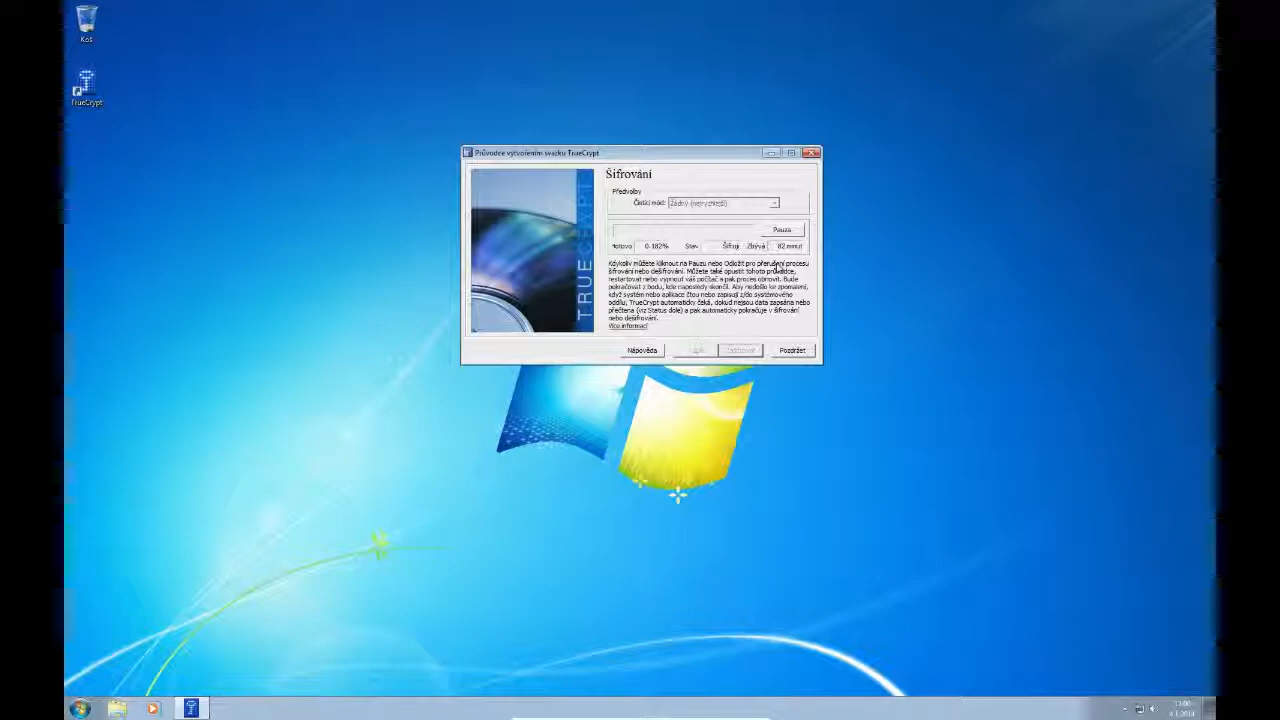 Koš
TrueCrypt
Průvodce vytvořením svazku TrueCrypt
TRUECRYPT
Šifrování
Předvolby
Čistící mód: Žádný (nejrychlejší)
Pauza
Hotovo 0.182% Stav Šifruji Zbývá 82 minut
Kdykoliv můžete kliknout na Pauzu nebo Odložit pro přerušení procesu
šifrování nebo dešifrování. Můžete také opustit tohoto průvodce,
restartovat nebo vypnout váš počítač a pak proces obnovit. Bude
pokračovat z bodu, kde naposledy skončil. Aby nedošlo ke zpomalení,
když systém nebo aplikace čtou nebo zapisují z/do systémového
oddílu, TrueCrypt automaticky čeká, dokud nejsou data zapsána nebo
přečtena (viz Status dole) a pak automaticky pokračuje v šifrování
nebo dešifrování.
Více informací
Nápověda
Pozdržet